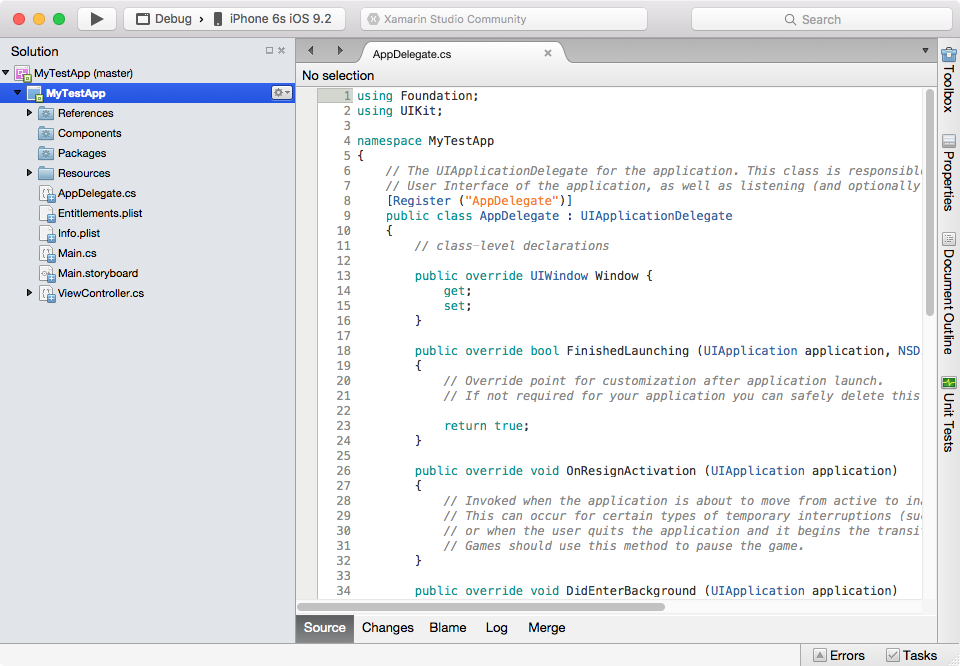 Debug › iPhone 6s iOS 9.2
Xamarin Studio Community
Search
Solution
MyTestApp (master)
MyTestApp
References
Components
Packages
Resources
AppDelegate.cs
Entitlements.plist
Info.plist
Main.cs
Main.storyboard
ViewController.cs
AppDelegate.cs
No selection
1 using Foundation;
2 using UIKit;
3
4 namespace MyTestApp
5 {
6 // The UIApplicationDelegate for the application. This class is responsibl
7 // User Interface of the application, as well as listening (and optionally
8 [Register ("AppDelegate")]
9 public class AppDelegate : UIApplicationDelegate
10 {
11 // class-level declarations
12
13 public override UIWindow Window {
14 get;
15 set;
16 }
17
18 public override bool FinishedLaunching (UIApplication application, NSD
19 {
20 // Override point for customization after application launch.
21 // If not required for your application you can safely delete this
22
23 return true;
24 }
25
26 public override void OnResignActivation (UIApplication application)
27 {
28 // Invoked when the application is about to move from active to in
29 // This can occur for certain types of temporary interruptions (su
30 // or when the user quits the application and it begins the transi
31 // Games should use this method to pause the game.
32 }
33
34 public override void DidEnterBackground (UIApplication application)
Source Changes Blame Log Merge
Toolbox
Properties
Document Outline
Unit Tests
Errors Tasks